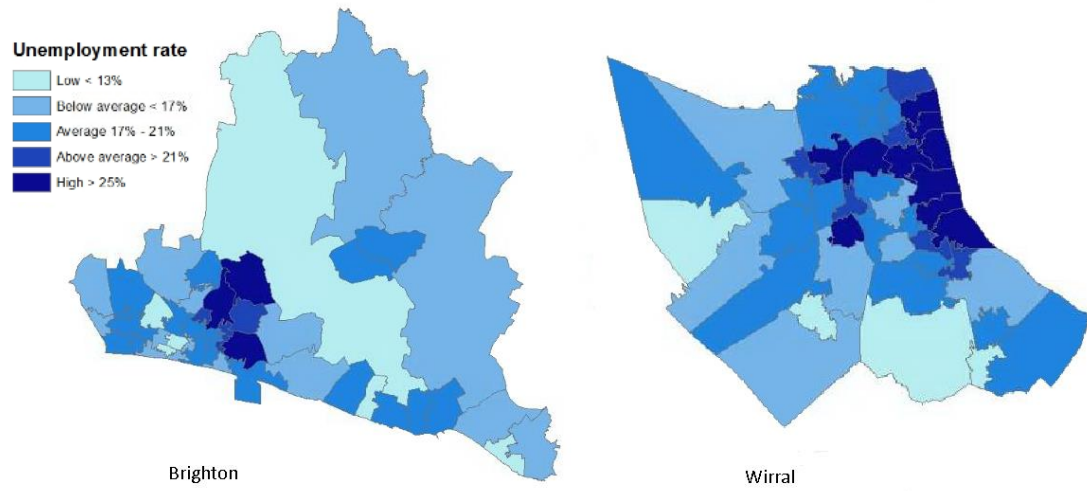 Unemployment rate
Low < 13%
Below average < 17%
Average 17% - 21%
Above average > 21%
High > 25%
Brighton
Wirral